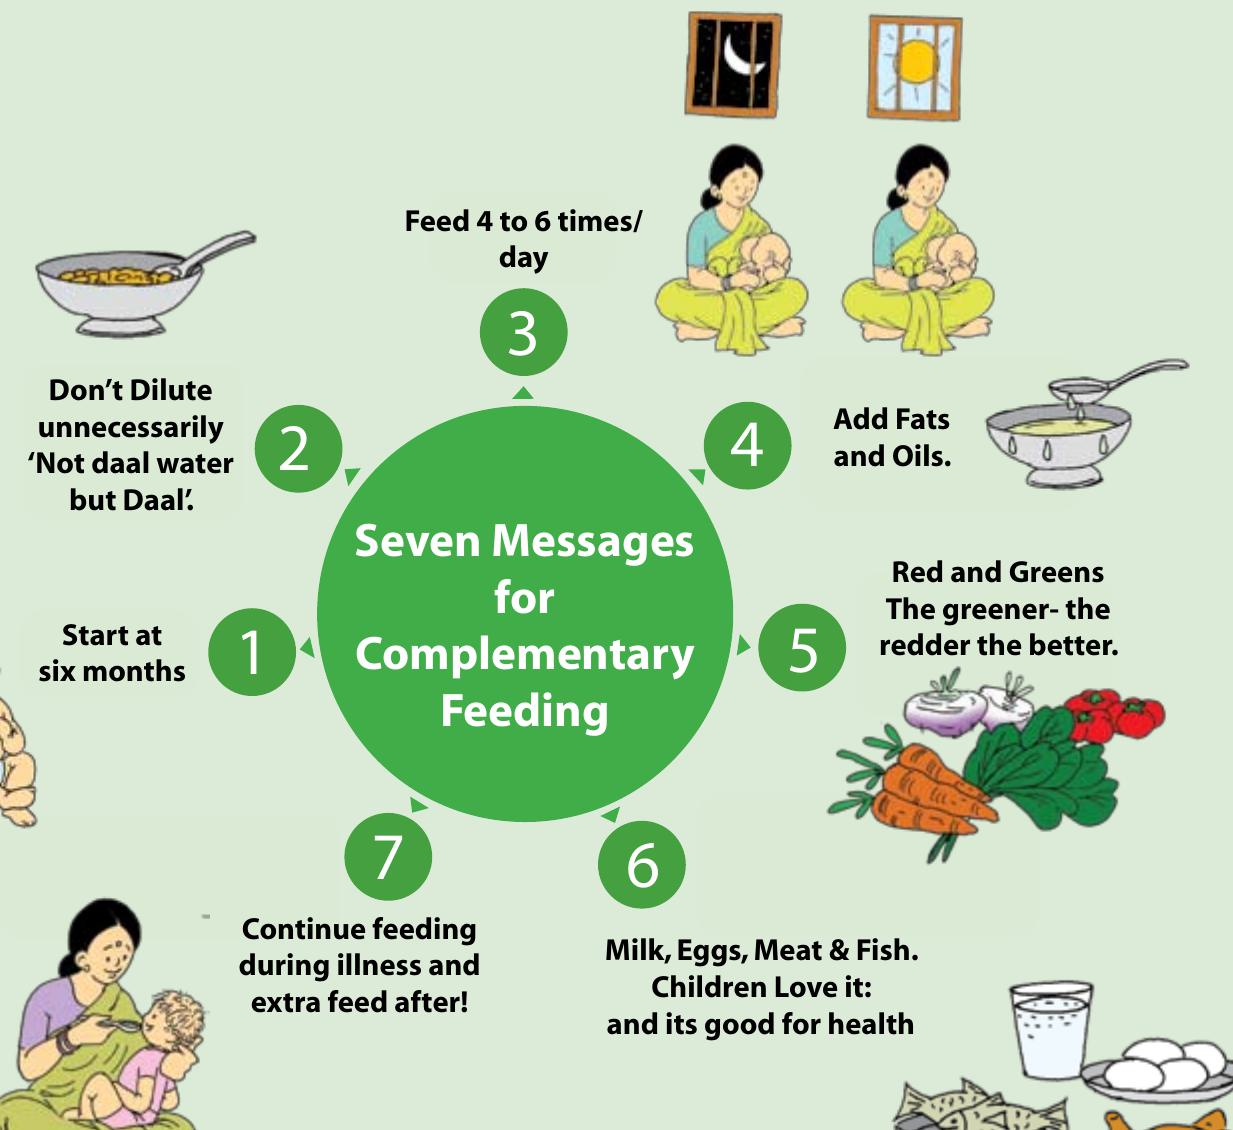 Seven Messages
for
Complementary
Feeding
1
Start at
six months
2
Don’t Dilute
unnecessarily
‘Not daal water
but Daal’.
3
Feed 4 to 6 times/
day
4
Add Fats
and Oils.
5
Red and Greens
The greener- the
redder the better.
6
Milk, Eggs, Meat & Fish.
Children Love it:
and its good for health
7
Continue feeding
during illness and
extra feed after!